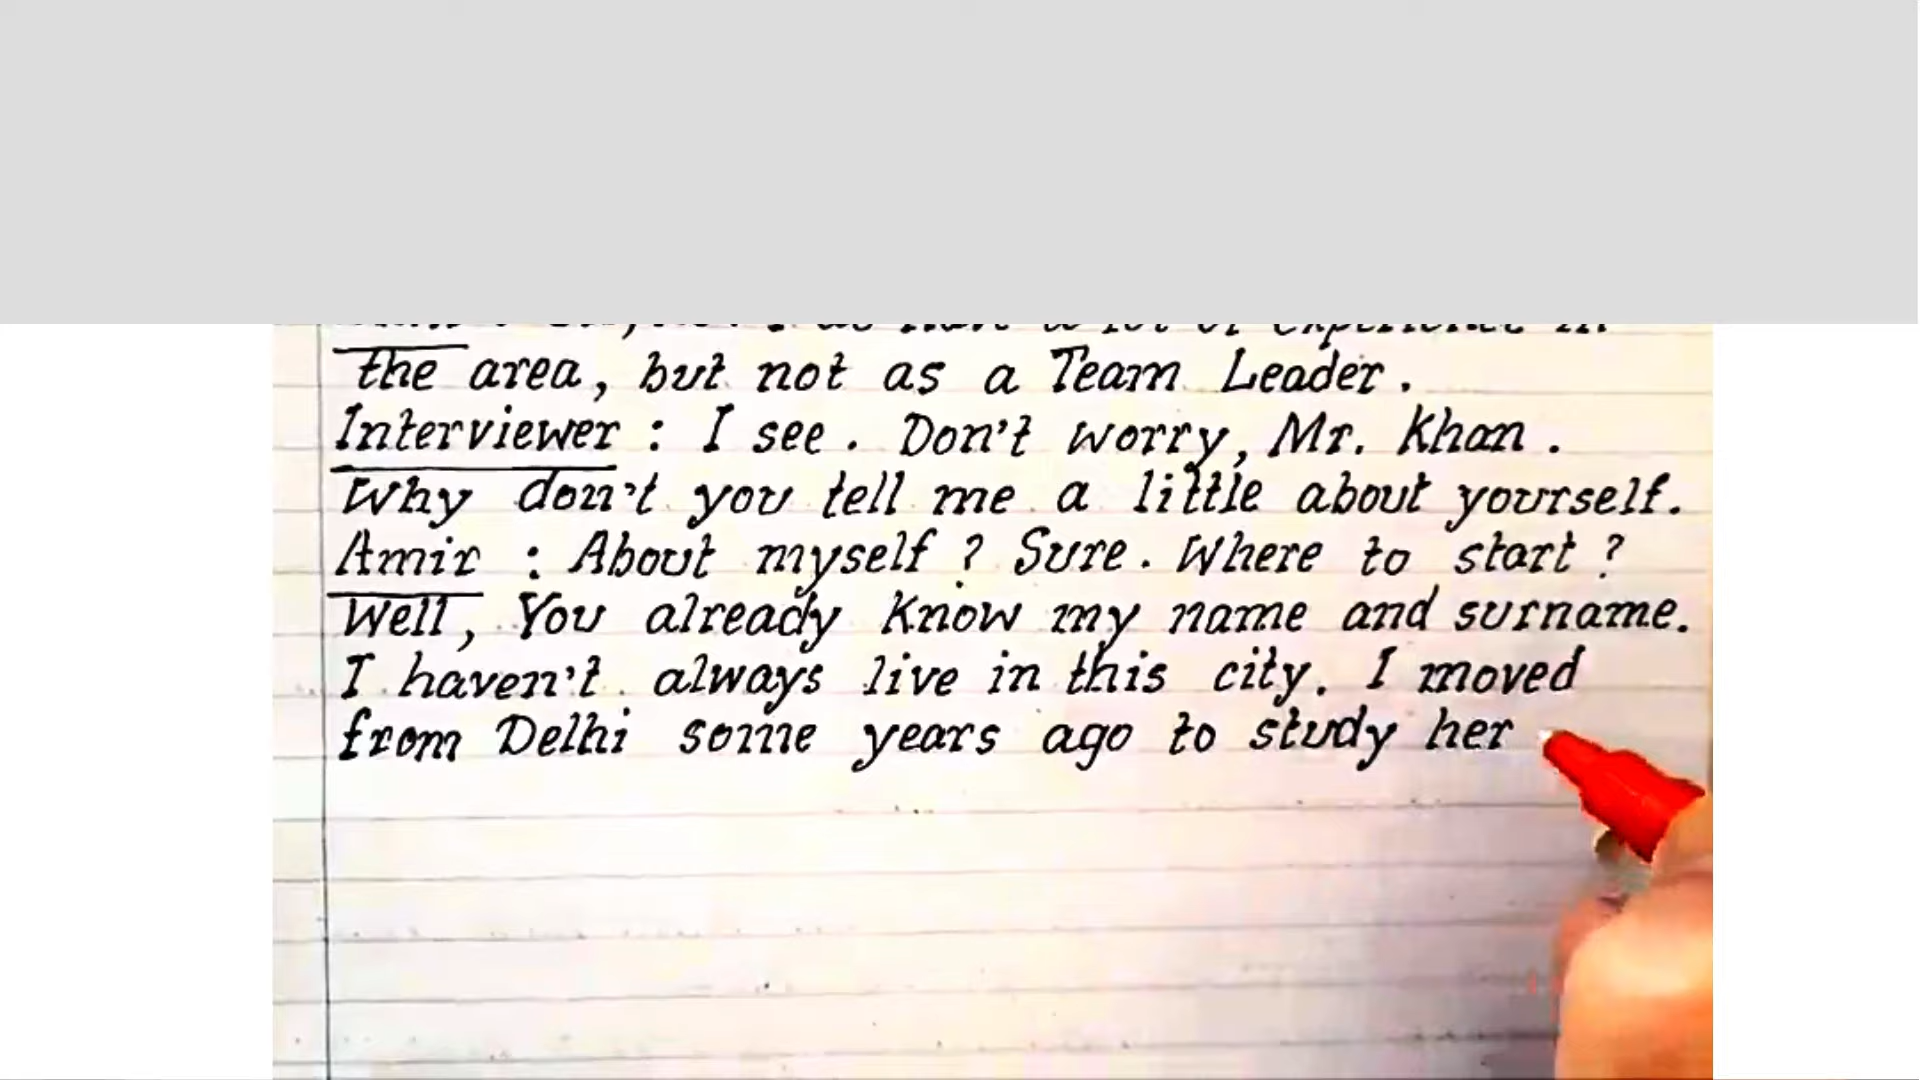 the area, but not as a Team Leader.
Interviewer : I see. Don't worry, Mr. Khan.
Why don't you tell me a little about yourself.
Amir : About myself ? Sure. Where to start ?
Well, You already know my name and surname.
I haven't always live in this city. I moved
from Delhi some years ago to study her